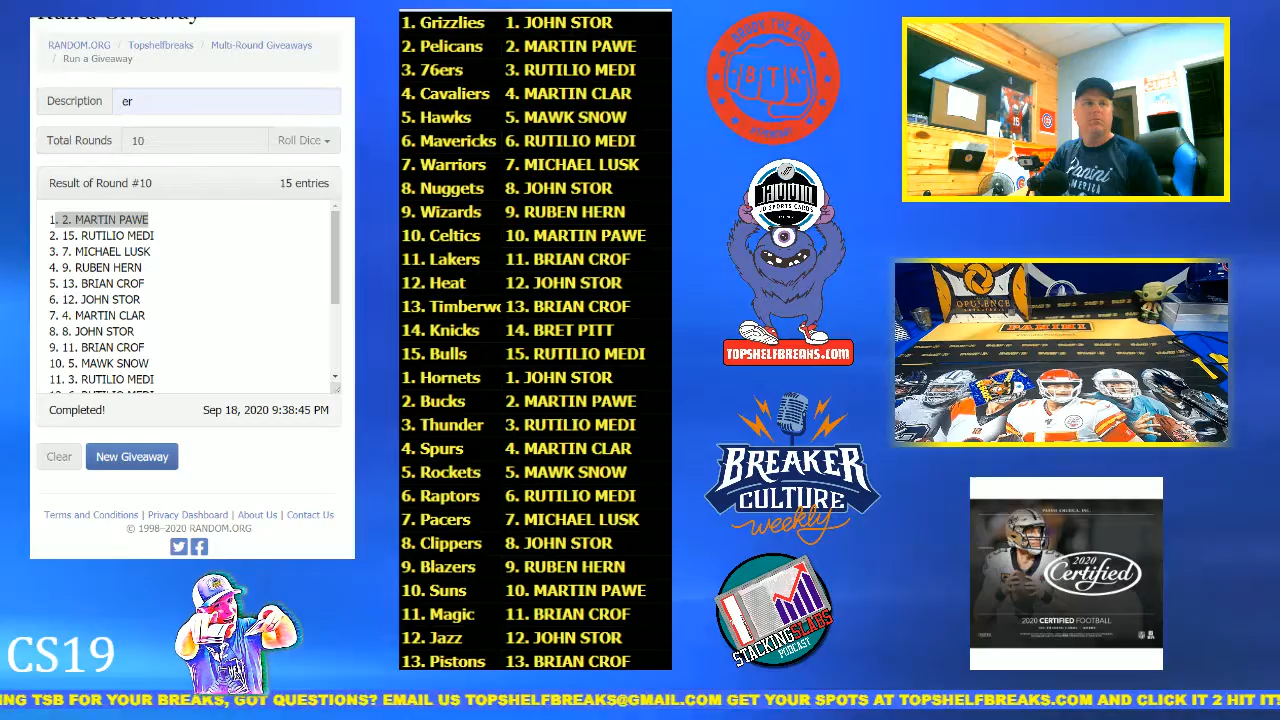 RANDOM.ORG / Topshelfbreaks / Multi-Round Giveaways
/ Run a Giveaway
Description er
Total Rounds 10 Roll Dice
Result of Round #10 15 entries
2. 15. RUTILIO MEDI
3. 7. MICHAEL LUSK
4. 9. RUBEN HERN
5. 13. BRIAN CROF
6. 12. JOHN STOR
7. 4. MARTIN CLAR
8. 8. JOHN STOR
9. 11. BRIAN CROF
10. 5. MAWK SNOW
11. 3. RUTILIO MEDI
Completed! Sep 18, 2020 9:38:45 PM
Clear New Giveaway
Terms and Conditions | Privacy Dashboard | About Us | Contact Us
© 1998–2020 RANDOM.ORG
CS19
1. Grizzlies 1. JOHN STOR
2. Pelicans 2. MARTIN PAWE
3. 76ers 3. RUTILIO MEDI
4. Cavaliers 4. MARTIN CLAR
5. Hawks 5. MAWK SNOW
6. Mavericks 6. RUTILIO MEDI
7. Warriors 7. MICHAEL LUSK
8. Nuggets 8. JOHN STOR
9. Wizards 9. RUBEN HERN
10. Celtics 10. MARTIN PAWE
11. Lakers 11. BRIAN CROF
12. Heat 12. JOHN STOR
13. Timberwo 13. BRIAN CROF
14. Knicks 14. BRET PITT
15. Bulls 15. RUTILIO MEDI
1. Hornets 1. JOHN STOR
2. Bucks 2. MARTIN PAWE
3. Thunder 3. RUTILIO MEDI
4. Spurs 4. MARTIN CLAR
5. Rockets 5. MAWK SNOW
6. Raptors 6. RUTILIO MEDI
7. Pacers 7. MICHAEL LUSK
8. Clippers 8. JOHN STOR
9. Blazers 9. RUBEN HERN
10. Suns 10. MARTIN PAWE
11. Magic 11. BRIAN CROF
12. Jazz 12. JOHN STOR
13. Pistons 13. BRIAN CROF
BTK
JAMMIN
SPORTS CARDS
TOPSHELFBREAKS.COM
BREAKER
CULTURE
weekly
STACKING SLABS
PODCAST
Panini
AMERICA
OPULENCE
PANINI
2020
Certified
2020 CERTIFIED FOOTBALL
ING TSB FOR YOUR BREAKS, GOT QUESTIONS? EMAIL US TOPSHELFBREAKS@GMAIL.COM GET YOUR SPOTS AT TOPSHELFBREAKS.COM AND CLICK IT 2 HIT IT